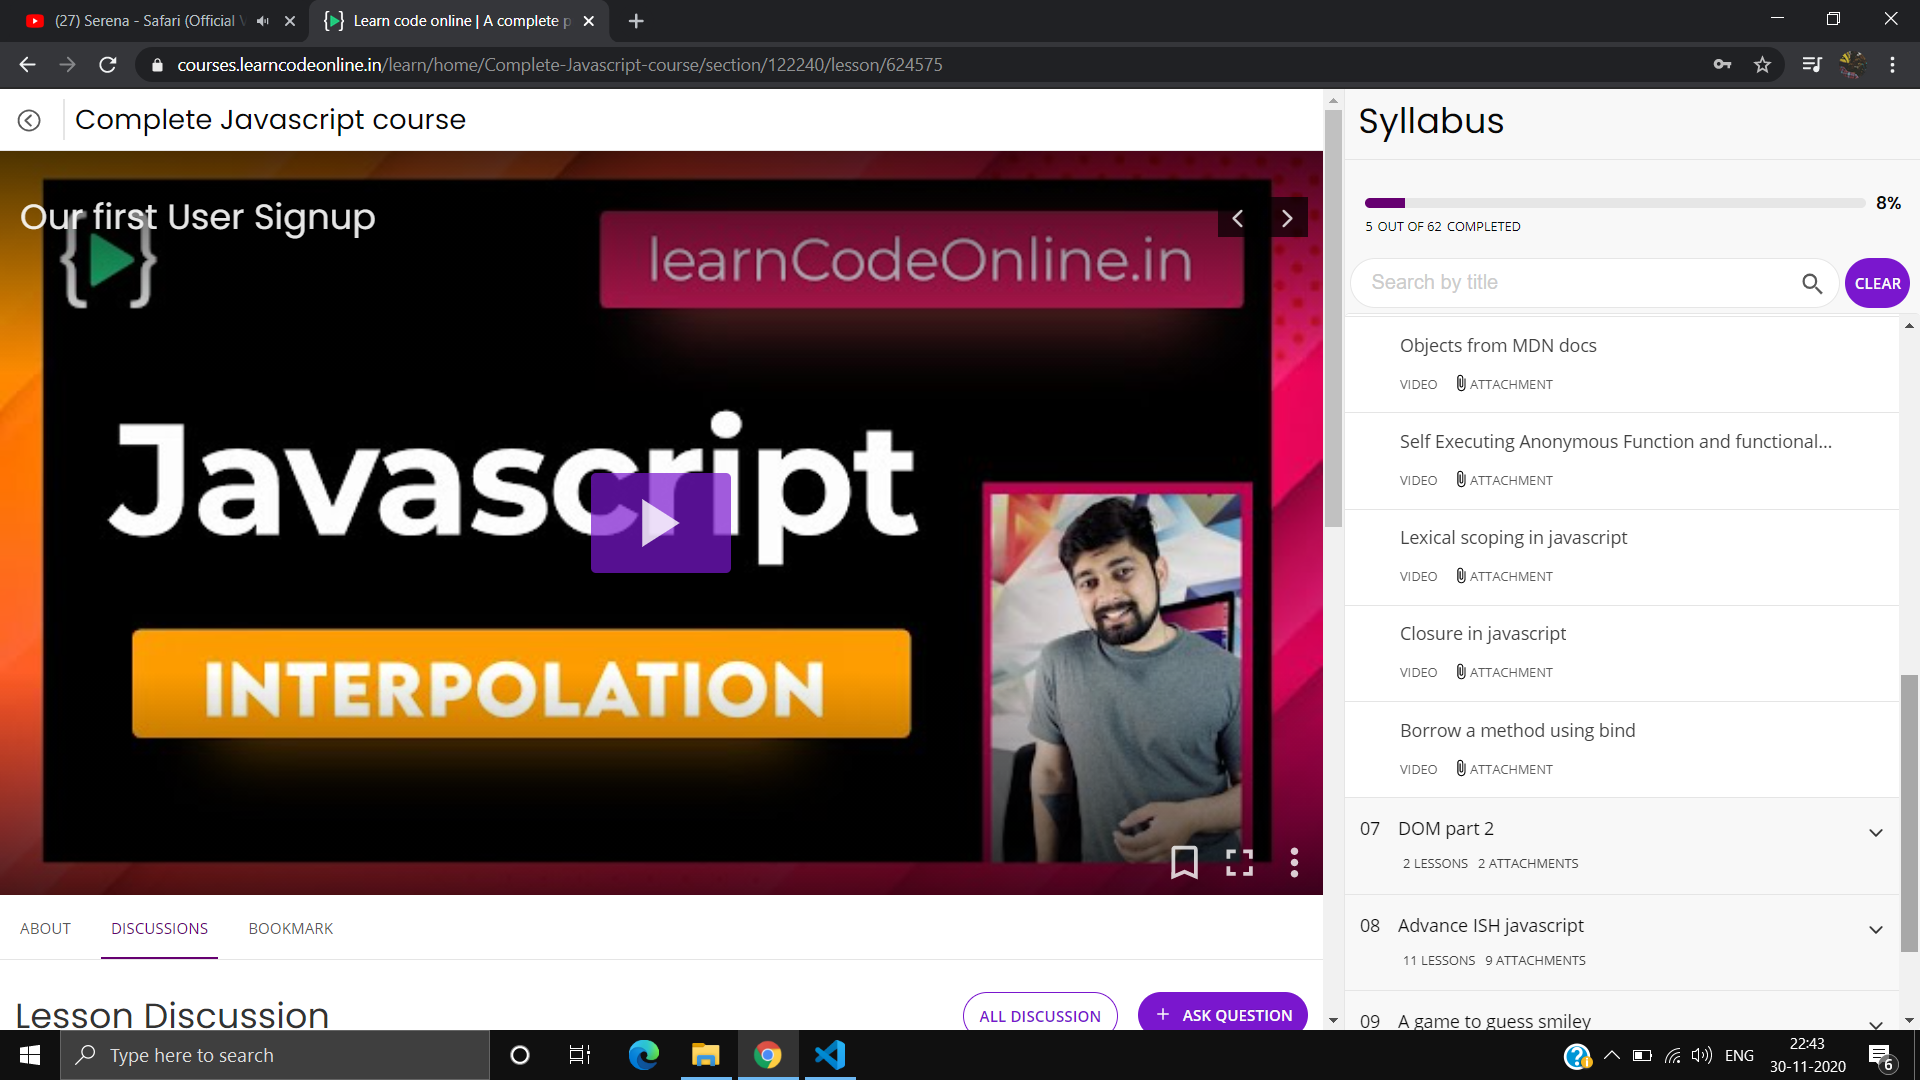 (27) Serena - Safari (Official V
Learn code online | A complete p
courses.learncodeonline.in/learn/home/Complete-Javascript-course/section/122240/lesson/624575
Complete Javascript course
Our first User Signup
learnCodeOnline.in
Javascript
INTERPOLATION
ABOUT
DISCUSSIONS
BOOKMARK
Lesson Discussion
ALL DISCUSSION
+ ASK QUESTION
Syllabus
8%
5 OUT OF 62 COMPLETED
Search by title
CLEAR
Objects from MDN docs
VIDEO ATTACHMENT
Self Executing Anonymous Function and functional...
VIDEO ATTACHMENT
Lexical scoping in javascript
VIDEO ATTACHMENT
Closure in javascript
VIDEO ATTACHMENT
Borrow a method using bind
VIDEO ATTACHMENT
07 DOM part 2
2 LESSONS 2 ATTACHMENTS
08 Advance ISH javascript
11 LESSONS 9 ATTACHMENTS
09 A game to guess smiley
Type here to search
ENG
22:43
30-11-2020
6